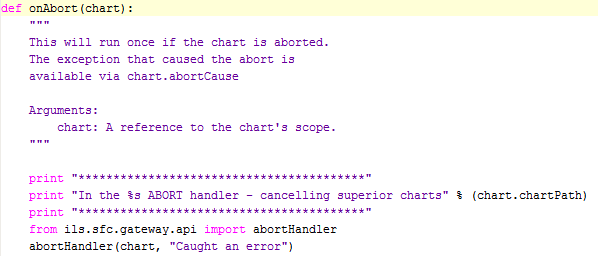 def onAbort(chart):
    """
    This will run once if the chart is aborted.
    The exception that caused the abort is
    available via chart.abortCause

    Arguments:
        chart: A reference to the chart's scope.
    """

    print "*****************************************"
    print "In the %s ABORT handler - cancelling superior charts" % (chart.chartPath)
    print "*****************************************"
    from ils.sfc.gateway.api import abortHandler
    abortHandler(chart, "Caught an error")